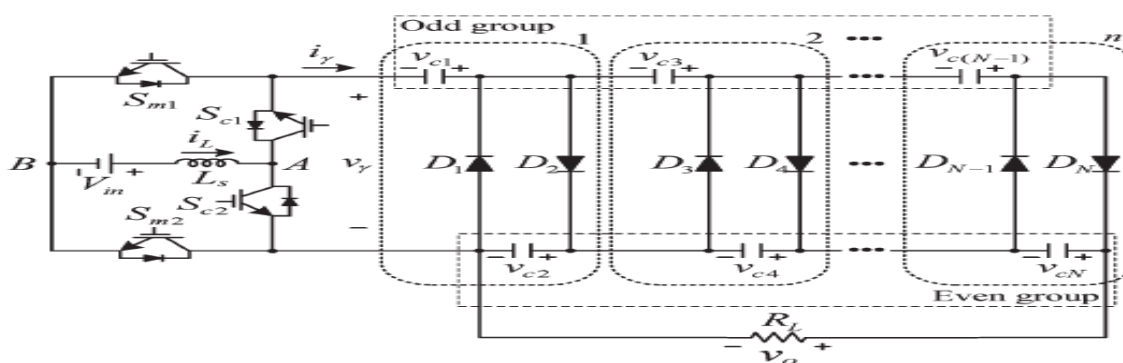 Odd group
1 2 ••• n
i_γ
v_c1 v_c3 v_c(N−1)
− + − + − +
S_m1
+
S_c1
i_L
B A v_γ D_1 D_2 D_3 D_4 ••• D_N−1 D_N
− V_in + L_s
S_c2
S_m2
−
− + − + ••• − +
v_c2 v_c4 v_cN
Even group
R_L
− v_o +